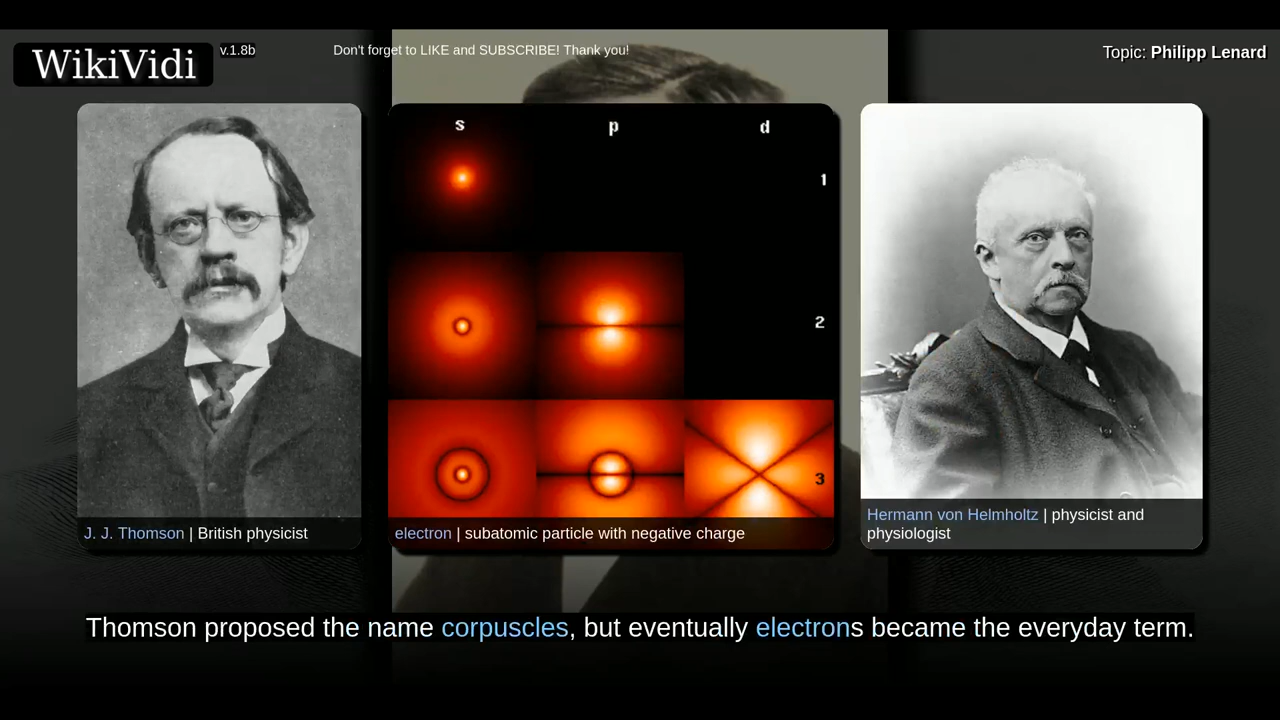 WikiVidi
v.1.8b
Don't forget to LIKE and SUBSCRIBE! Thank you!
Topic: Philipp Lenard
s p d
1
2
3
J. J. Thomson | British physicist
electron | subatomic particle with negative charge
Hermann von Helmholtz | physicist and
physiologist
Thomson proposed the name corpuscles, but eventually electrons became the everyday term.